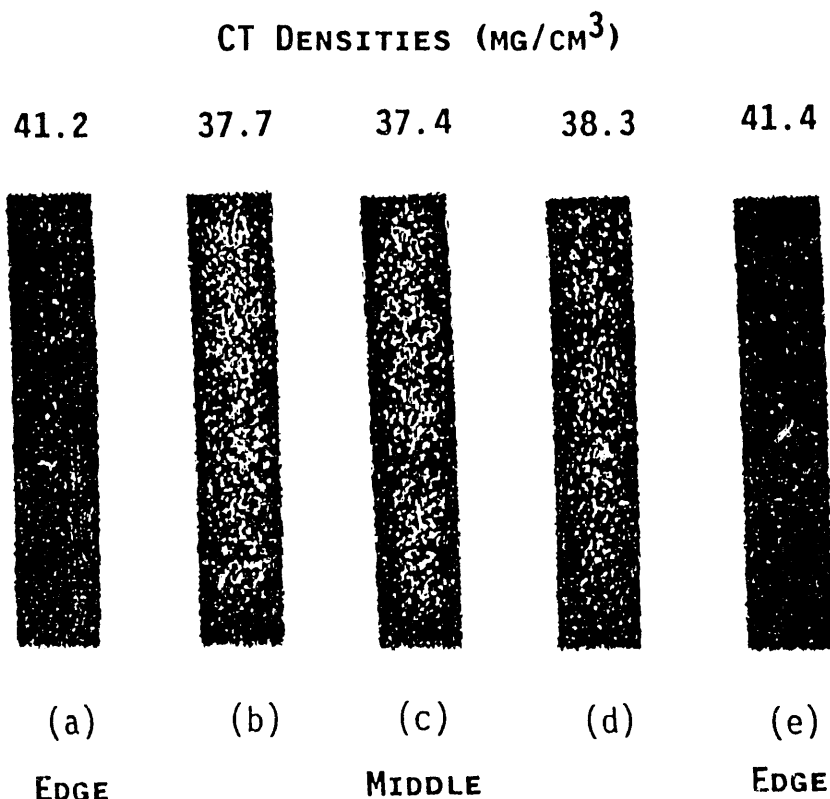 CT DENSITIES (MG/CM³)
41.2 37.7 37.4 38.3 41.4
(a) (b) (c) (d) (e)
EDGE MIDDLE EDGE